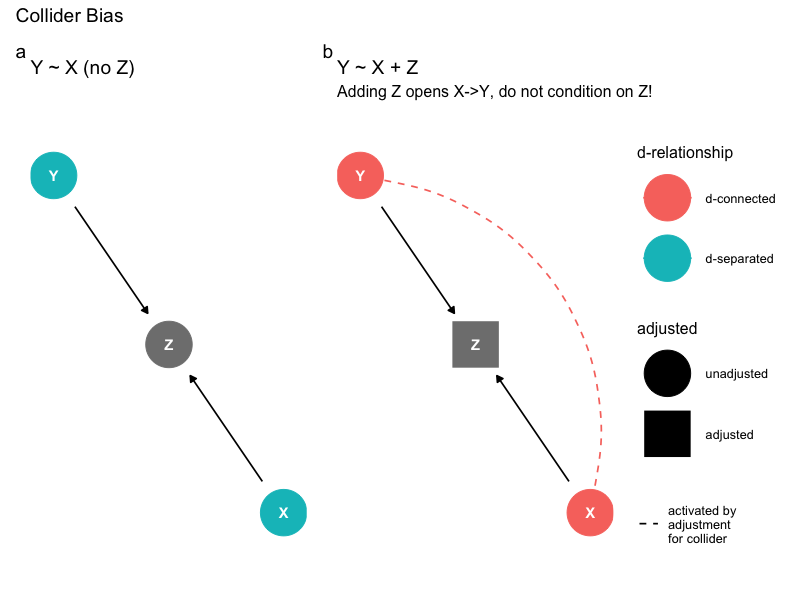 Collider Bias
a
Y ~ X (no Z)
Y
Z
X
b
Y ~ X + Z
Adding Z opens X->Y, do not condition on Z!
Y
Z
X
d-relationship
d-connected
d-separated
adjusted
unadjusted
adjusted
activated by
adjustment
for collider